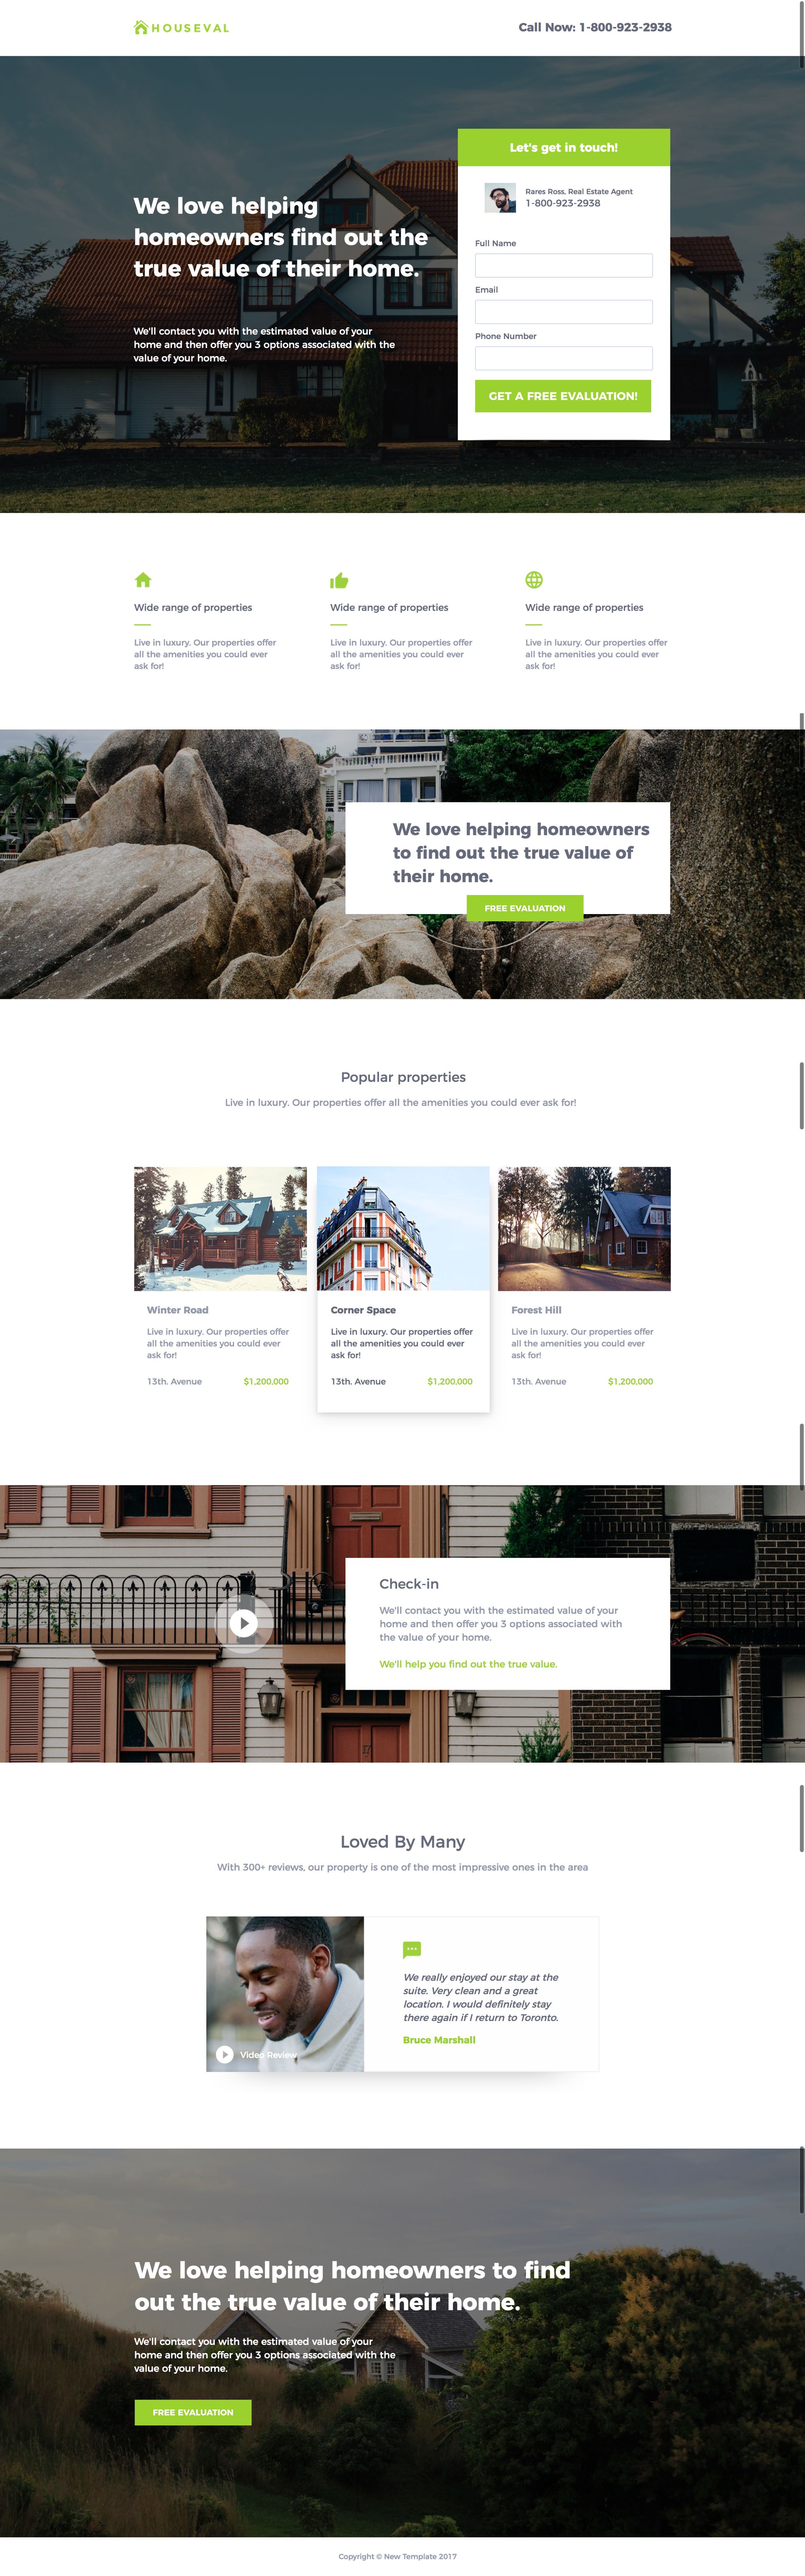 HOUSEVAL
Call Now: 1-800-923-2938
We love helping
homeowners find out the
true value of their home.
We'll contact you with the estimated value of your
home and then offer you 3 options associated with the
value of your home.
Let's get in touch!
Rares Ross, Real Estate Agent
1-800-923-2938
Full Name
Email
Phone Number
GET A FREE EVALUATION!
Wide range of properties
Live in luxury. Our properties offer
all the amenities you could ever
ask for!
Wide range of properties
Live in luxury. Our properties offer
all the amenities you could ever
ask for!
Wide range of properties
Live in luxury. Our properties offer
all the amenities you could ever
ask for!
We love helping homeowners
to find out the true value of
their home.
FREE EVALUATION
Popular properties
Live in luxury. Our properties offer all the amenities you could ever ask for!
Winter Road
Live in luxury. Our properties offer
all the amenities you could ever
ask for!
13th. Avenue $1,200,000
Corner Space
Live in luxury. Our properties offer
all the amenities you could ever
ask for!
13th. Avenue $1,200,000
Forest Hill
Live in luxury. Our properties offer
all the amenities you could ever
ask for!
13th. Avenue $1,200,000
Check-in
We'll contact you with the estimated value of your
home and then offer you 3 options associated with
the value of your home.
We'll help you find out the true value.
Loved By Many
With 300+ reviews, our property is one of the most impressive ones in the area
Video Review
We really enjoyed our stay at the
suite. Very clean and a great
location. I would definitely stay
there again if I return to Toronto.
Bruce Marshall
We love helping homeowners to find
out the true value of their home.
We'll contact you with the estimated value of your
home and then offer you 3 options associated with the
value of your home.
FREE EVALUATION
Copyright © New Template 2017